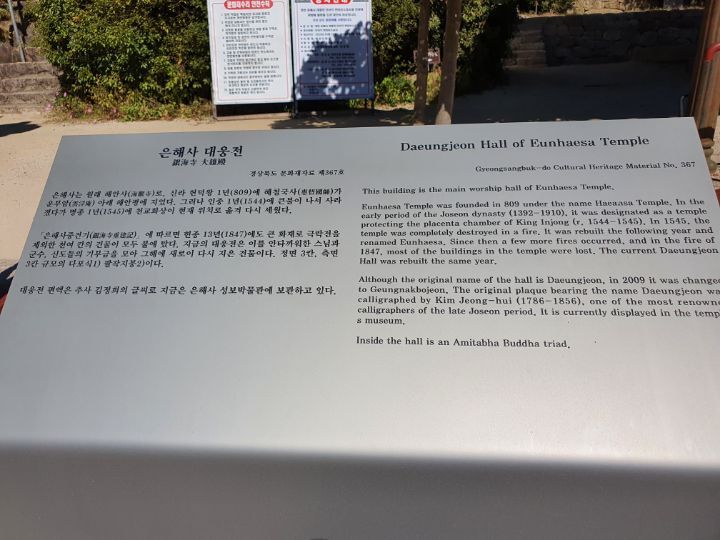 은해사 대웅전
銀海寺 大雄殿
경상북도 문화재자료 제367호
은해사는 원래 해안사(海眼寺)로, 신라 헌덕왕 1년(809)에 혜철국사(惠哲國師)가
운부암(雲浮庵) 아래 해안평에 지었다. 그러나 인종 1년(1544)에 큰불이 나서 사라
졌다가 명종 1년(1545)에 천교화상이 현재 위치로 옮겨 다시 세웠다.
「은해사중건기(銀海寺重建記)」에 따르면 헌종 13년(1847)에도 큰 화재로 극락전을
제외한 천여 칸의 건물이 모두 불에 탔다. 지금의 대웅전은 이를 안타까워한 스님과
군수, 신도들의 기부금을 모아 그해에 새로이 다시 지은 건물이다. 정면 3칸, 측면
3칸 규모의 다포식1) 팔작지붕2)이다.
대웅전 편액은 추사 김정희의 글씨로 지금은 은해사 성보박물관에 보관하고 있다.
Daeungjeon Hall of Eunhaesa Temple
Gyeongsangbuk-do Cultural Heritage Material No. 367
This building is the main worship hall of Eunhaesa Temple.
Eunhaesa Temple was founded in 809 under the name Haeansa Temple. In the
early period of the Joseon dynasty (1392-1910), it was designated as a temple
protecting the placenta chamber of King Injong (r. 1544-1545). In 1545, the
temple was completely destroyed in a fire. It was rebuilt the following year and
renamed Eunhaesa. Since then a few more fires occurred, and in the fire of
1847, most of the buildings in the temple were lost. The current Daeungjeon
Hall was rebuilt the same year.
Although the original name of the hall is Daeungjeon, in 2009 it was changed
to Geungnakbojeon. The original plaque bearing the name Daeungjeon wa
calligraphed by Kim Jeong-hui (1786-1856), one of the most renowne
calligraphers of the late Joseon period. It is currently displayed in the templ
s museum.
Inside the hall is an Amitabha Buddha triad.